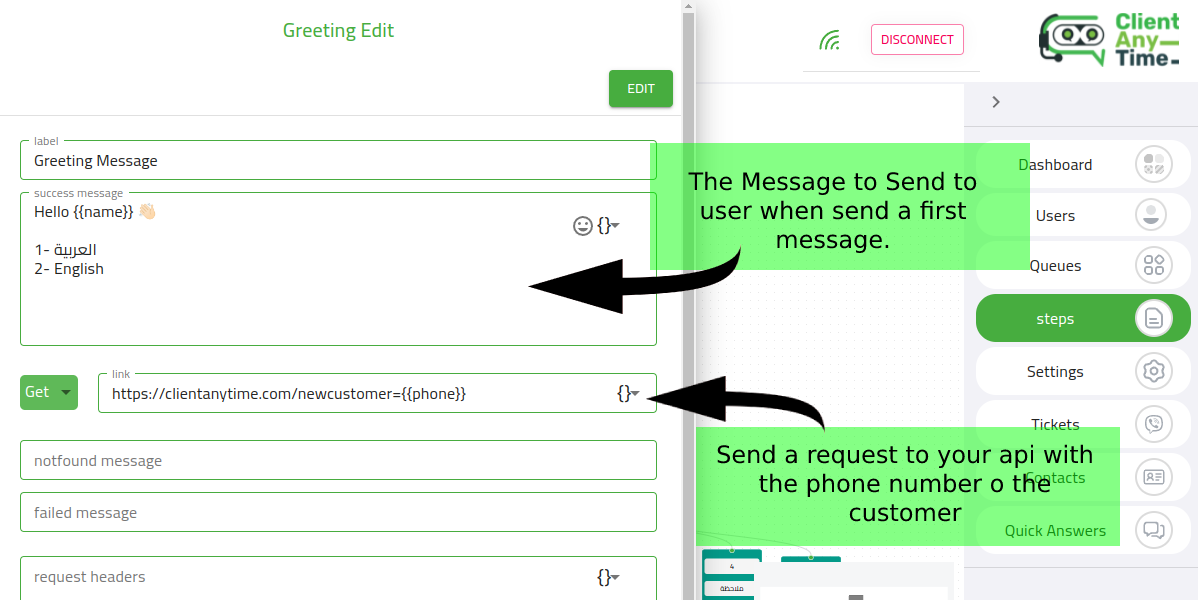 Greeting Edit
EDIT
label
Greeting Message
success message
Hello {{name}} 👋🏻
{}
1- العربية
2- English
Get
link
https://clientanytime.com/newcustomer={{phone}}
{}
notfound message
failed message
request headers
{}
The Message to Send to
user when send a first
message.
Send a request to your api with
the phone number o the
customer
DISCONNECT
Client
Any
Time
Dashboard
Users
Queues
steps
Settings
Tickets
Contacts
Quick Answers
4
ملاحظة